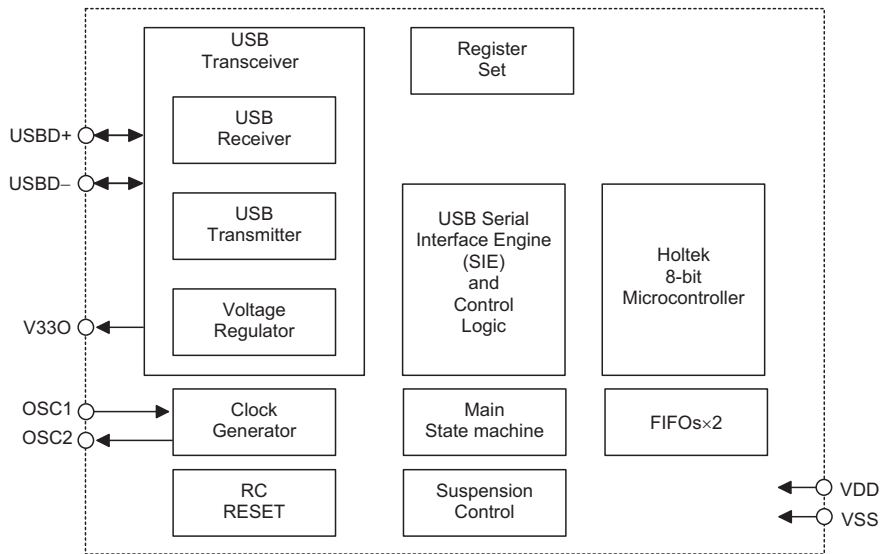 USB
Transceiver
Register
Set
USB
Receiver
USBD+
USBD−
USB
Transmitter
USB Serial
Interface Engine
(SIE)
and
Control
Logic
Holtek
8-bit
Microcontroller
Voltage
Regulator
V33O
OSC1
OSC2
Clock
Generator
Main
State machine
FIFOs×2
RC
RESET
Suspension
Control
VDD
VSS